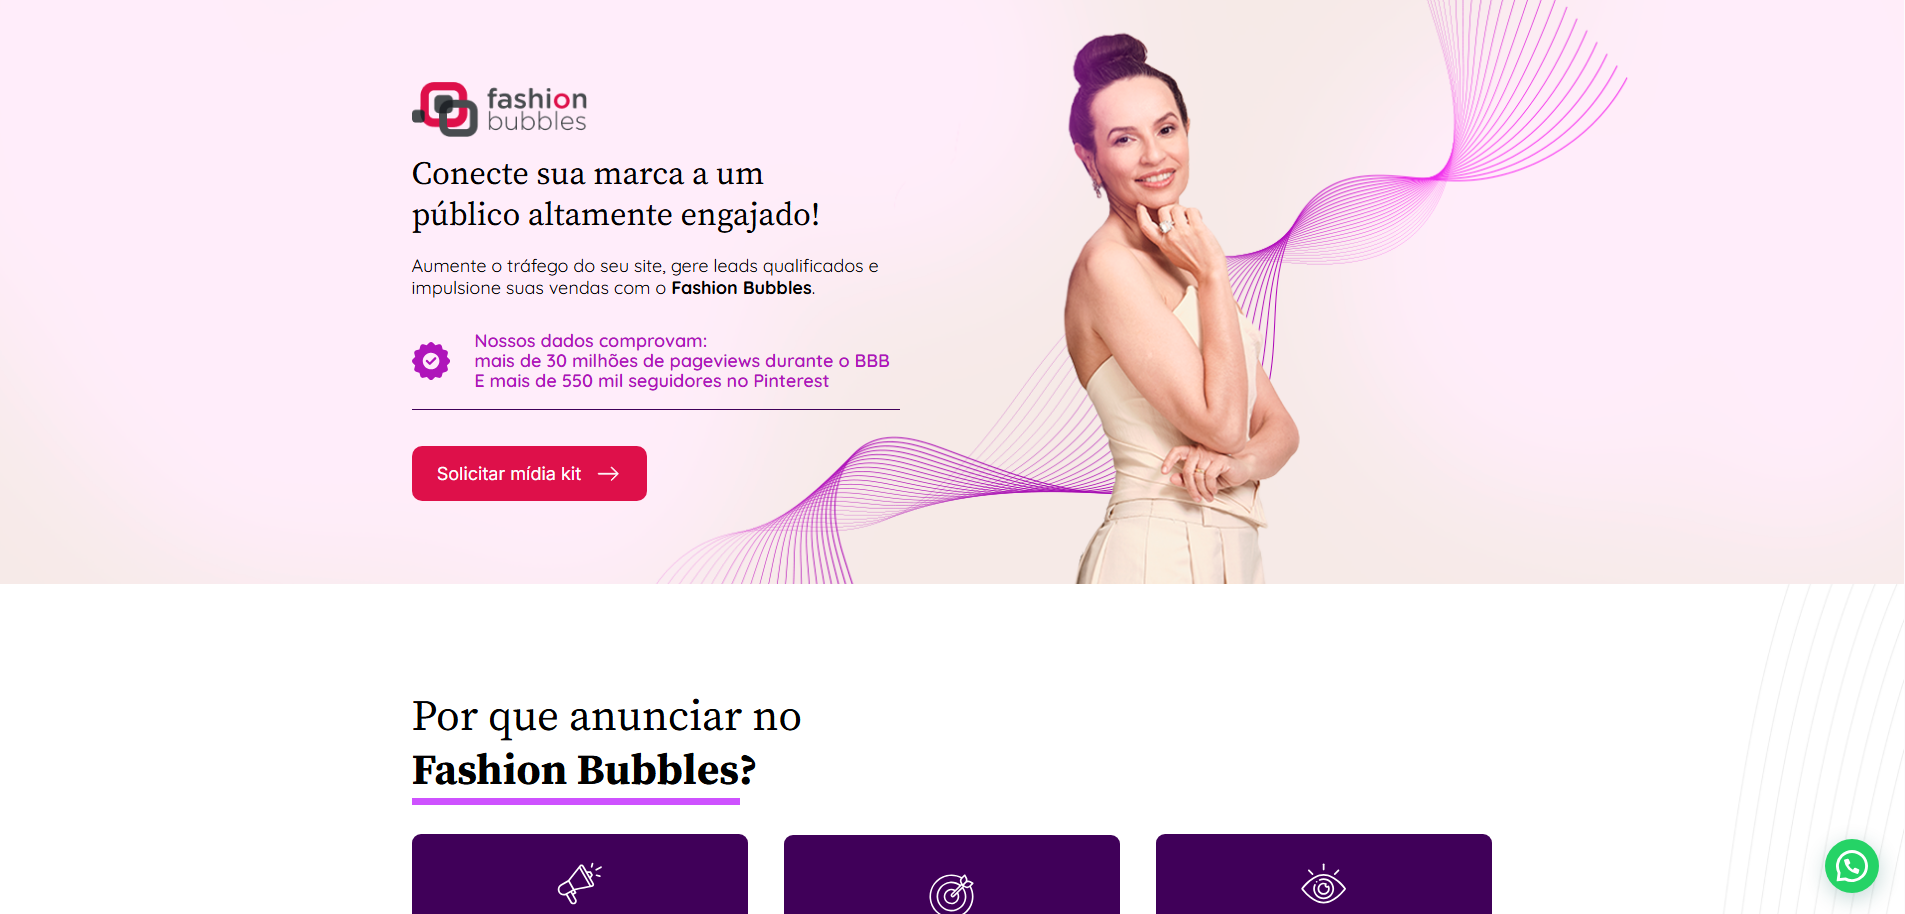 fashion
bubbles
Conecte sua marca a um
público altamente engajado!
Aumente o tráfego do seu site, gere leads qualificados e
impulsione suas vendas com o Fashion Bubbles.
Nossos dados comprovam:
mais de 30 milhões de pageviews durante o BBB
E mais de 550 mil seguidores no Pinterest
Solicitar mídia kit
Por que anunciar no
Fashion Bubbles?